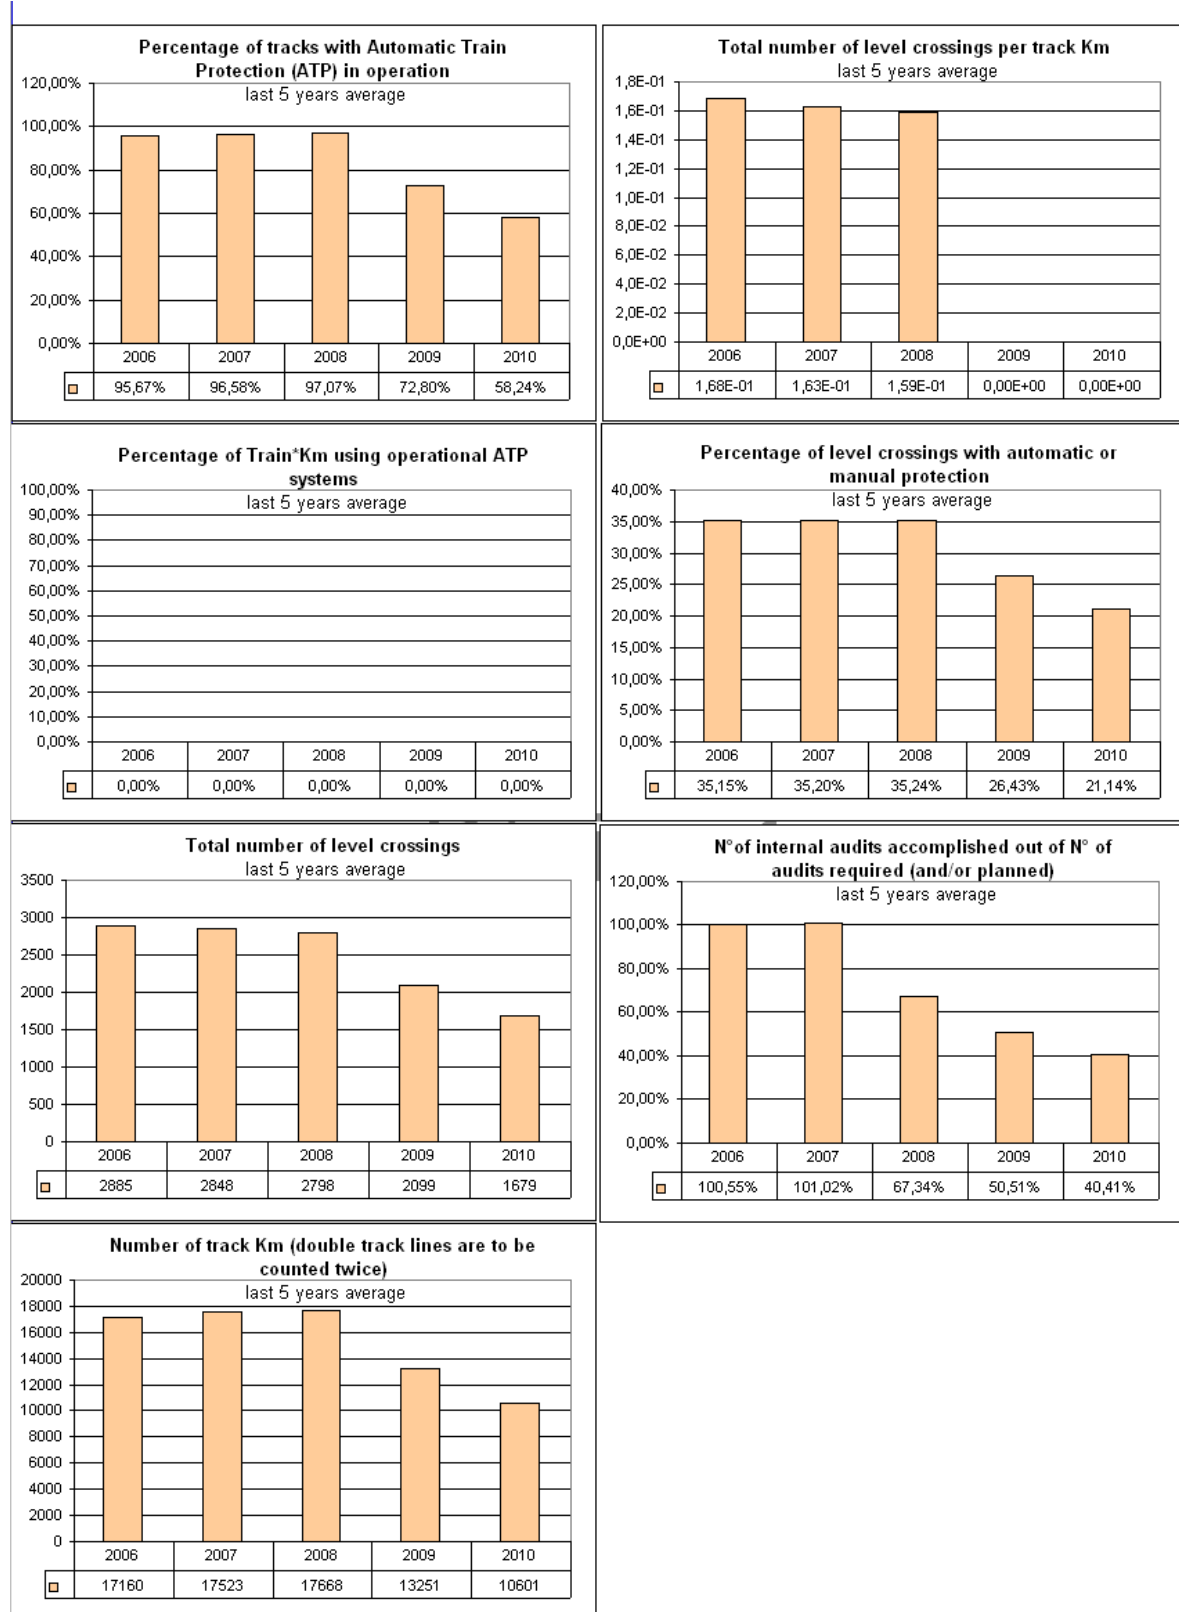 Percentage of tracks with Automatic Train
Protection (ATP) in operation
last 5 years average
120,00%
100,00%
80,00%
60,00%
40,00%
20,00%
0,00%
2006 2007 2008 2009 2010
95,67% 96,58% 97,07% 72,80% 58,24%
Total number of level crossings per track Km
last 5 years average
1,8E-01
1,6E-01
1,4E-01
1,2E-01
1,0E-01
8,0E-02
6,0E-02
4,0E-02
2,0E-02
0,0E+00
2006 2007 2008 2009 2010
1,68E-01 1,63E-01 1,59E-01 0,00E+00 0,00E+00
Percentage of Train*Km using operational ATP
systems
last 5 years average
100,00%
90,00%
80,00%
70,00%
60,00%
50,00%
40,00%
30,00%
20,00%
10,00%
0,00%
2006 2007 2008 2009 2010
0,00% 0,00% 0,00% 0,00% 0,00%
Percentage of level crossings with automatic or
manual protection
last 5 years average
40,00%
35,00%
30,00%
25,00%
20,00%
15,00%
10,00%
5,00%
0,00%
2006 2007 2008 2009 2010
35,15% 35,20% 35,24% 26,43% 21,14%
Total number of level crossings
last 5 years average
3500
3000
2500
2000
1500
1000
500
0
2006 2007 2008 2009 2010
2885 2848 2798 2099 1679
N°of internal audits accomplished out of N° of
audits required (and/or planned)
last 5 years average
120,00%
100,00%
80,00%
60,00%
40,00%
20,00%
0,00%
2006 2007 2008 2009 2010
100,55% 101,02% 67,34% 50,51% 40,41%
Number of track Km (double track lines are to be
counted twice)
last 5 years average
20000
18000
16000
14000
12000
10000
8000
6000
4000
2000
0
2006 2007 2008 2009 2010
17160 17523 17668 13251 10601